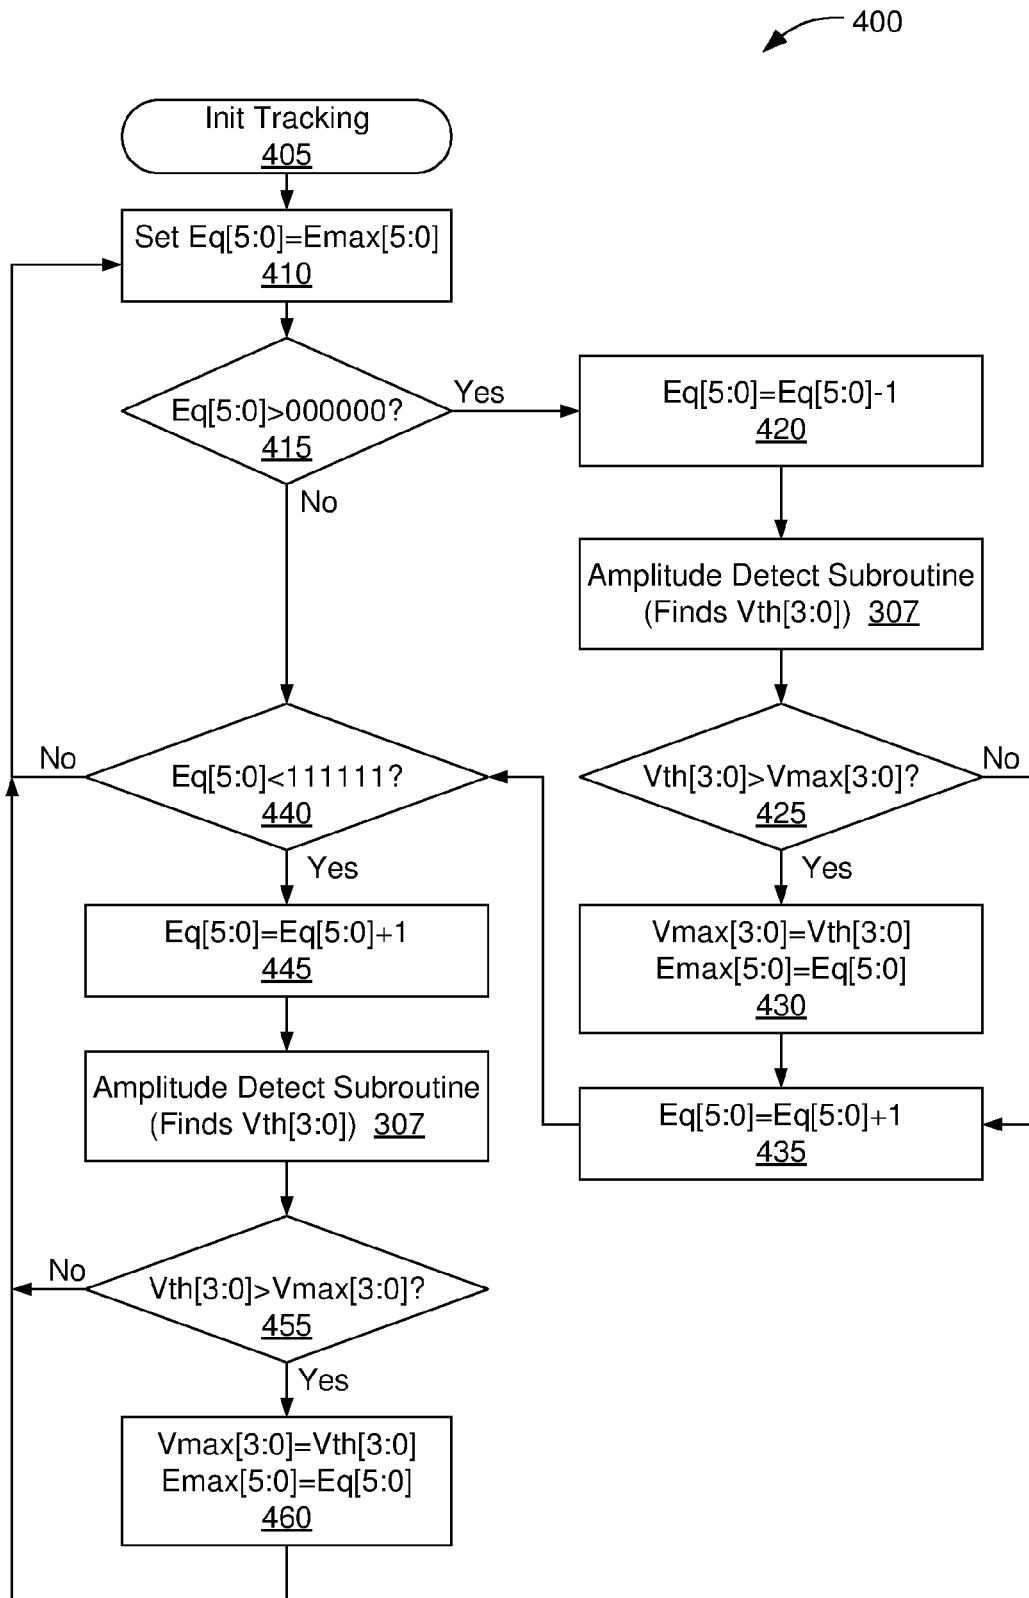 400
Init Tracking
405
Set Eq[5:0]=Emax[5:0]
410
Eq[5:0]>000000?
415
Yes
No
Eq[5:0]=Eq[5:0]-1
420
Amplitude Detect Subroutine
(Finds Vth[3:0]) 307
Vth[3:0]>Vmax[3:0]?
425
No
Yes
Vmax[3:0]=Vth[3:0]
Emax[5:0]=Eq[5:0]
430
Eq[5:0]=Eq[5:0]+1
435
Eq[5:0]<111111?
440
No
Yes
Eq[5:0]=Eq[5:0]+1
445
Amplitude Detect Subroutine
(Finds Vth[3:0]) 307
Vth[3:0]>Vmax[3:0]?
455
No
Yes
Vmax[3:0]=Vth[3:0]
Emax[5:0]=Eq[5:0]
460